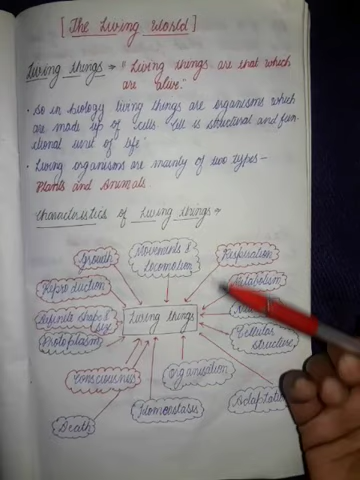 [ The Living World ]
Living things → " Living things are that which
are alive."
• So in biology living things are organisms which
are made up of cells. Cell is structural and fun-
ctional unit of life.
• Living organisms are mainly of two types -
Plants and Animals.
Characteristics of Living things →
Movements &
Locomotion
Growth
Respiration
Reproduction
Metabolism
Definite shape &
size
Living things
Protoplasm
Cellular
structure
Consciousness
Organisation
Death
Homeostasis